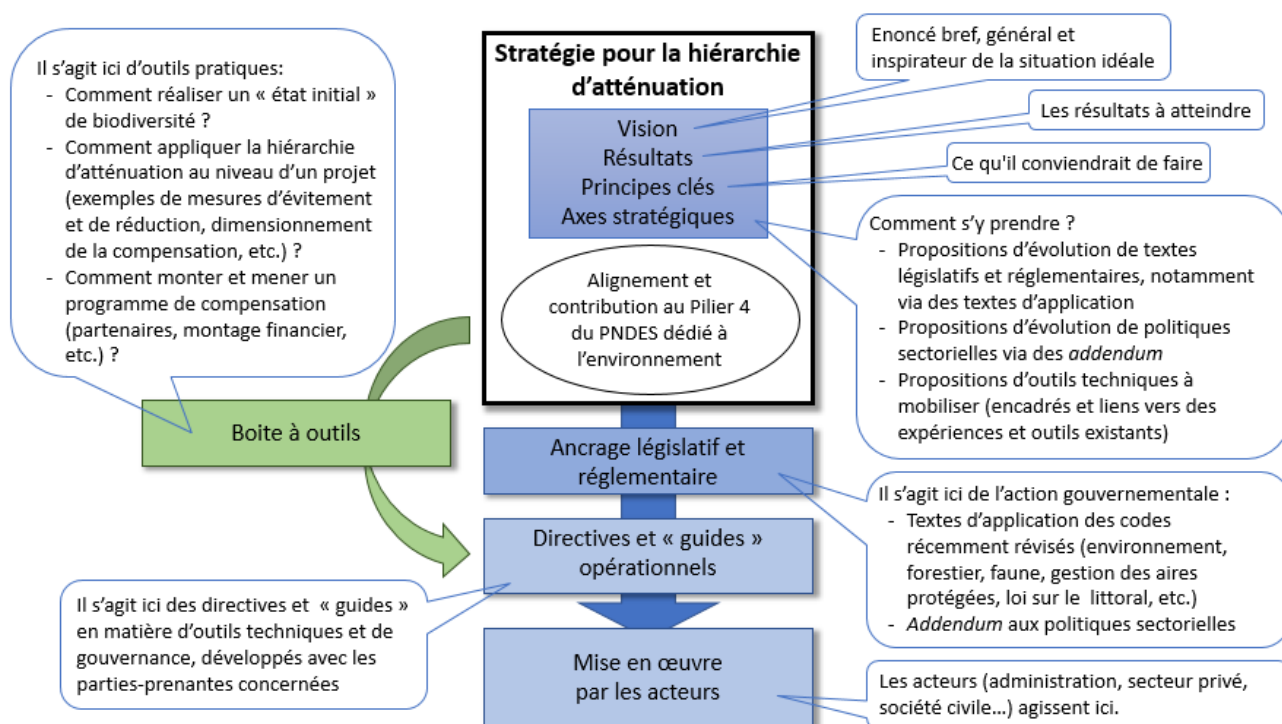 Stratégie pour la hiérarchie
d’atténuation
Vision
Résultats
Principes clés
Axes stratégiques
Alignement et
contribution au Pilier 4
du PNDES dédié à
l’environnement
Enoncé bref, général et
inspirateur de la situation idéale
Les résultats à atteindre
Ce qu'il conviendrait de faire
Comment s’y prendre ?
- Propositions d’évolution de textes
législatifs et réglementaires, notamment
via des textes d’application
- Propositions d’évolution de politiques
sectorielles via des addendum
- Propositions d’outils techniques à
mobiliser (encadrés et liens vers des
expériences et outils existants)
Il s’agit ici d’outils pratiques:
- Comment réaliser un « état initial »
de biodiversité ?
- Comment appliquer la hiérarchie
d’atténuation au niveau d’un projet
(exemples de mesures d’évitement
et de réduction, dimensionnement
de la compensation, etc.) ?
- Comment monter et mener un
programme de compensation
(partenaires, montage financier,
etc.) ?
Boite à outils
Ancrage législatif et
réglementaire
Il s’agit ici de l’action gouvernementale :
- Textes d’application des codes
récemment révisés (environnement,
forestier, faune, gestion des aires
protégées, loi sur le littoral, etc.)
- Addendum aux politiques sectorielles
Directives et « guides »
opérationnels
Il s’agit ici des directives et « guides »
en matière d’outils techniques et de
gouvernance, développés avec les
parties-prenantes concernées
Mise en œuvre
par les acteurs
Les acteurs (administration, secteur privé,
société civile…) agissent ici.